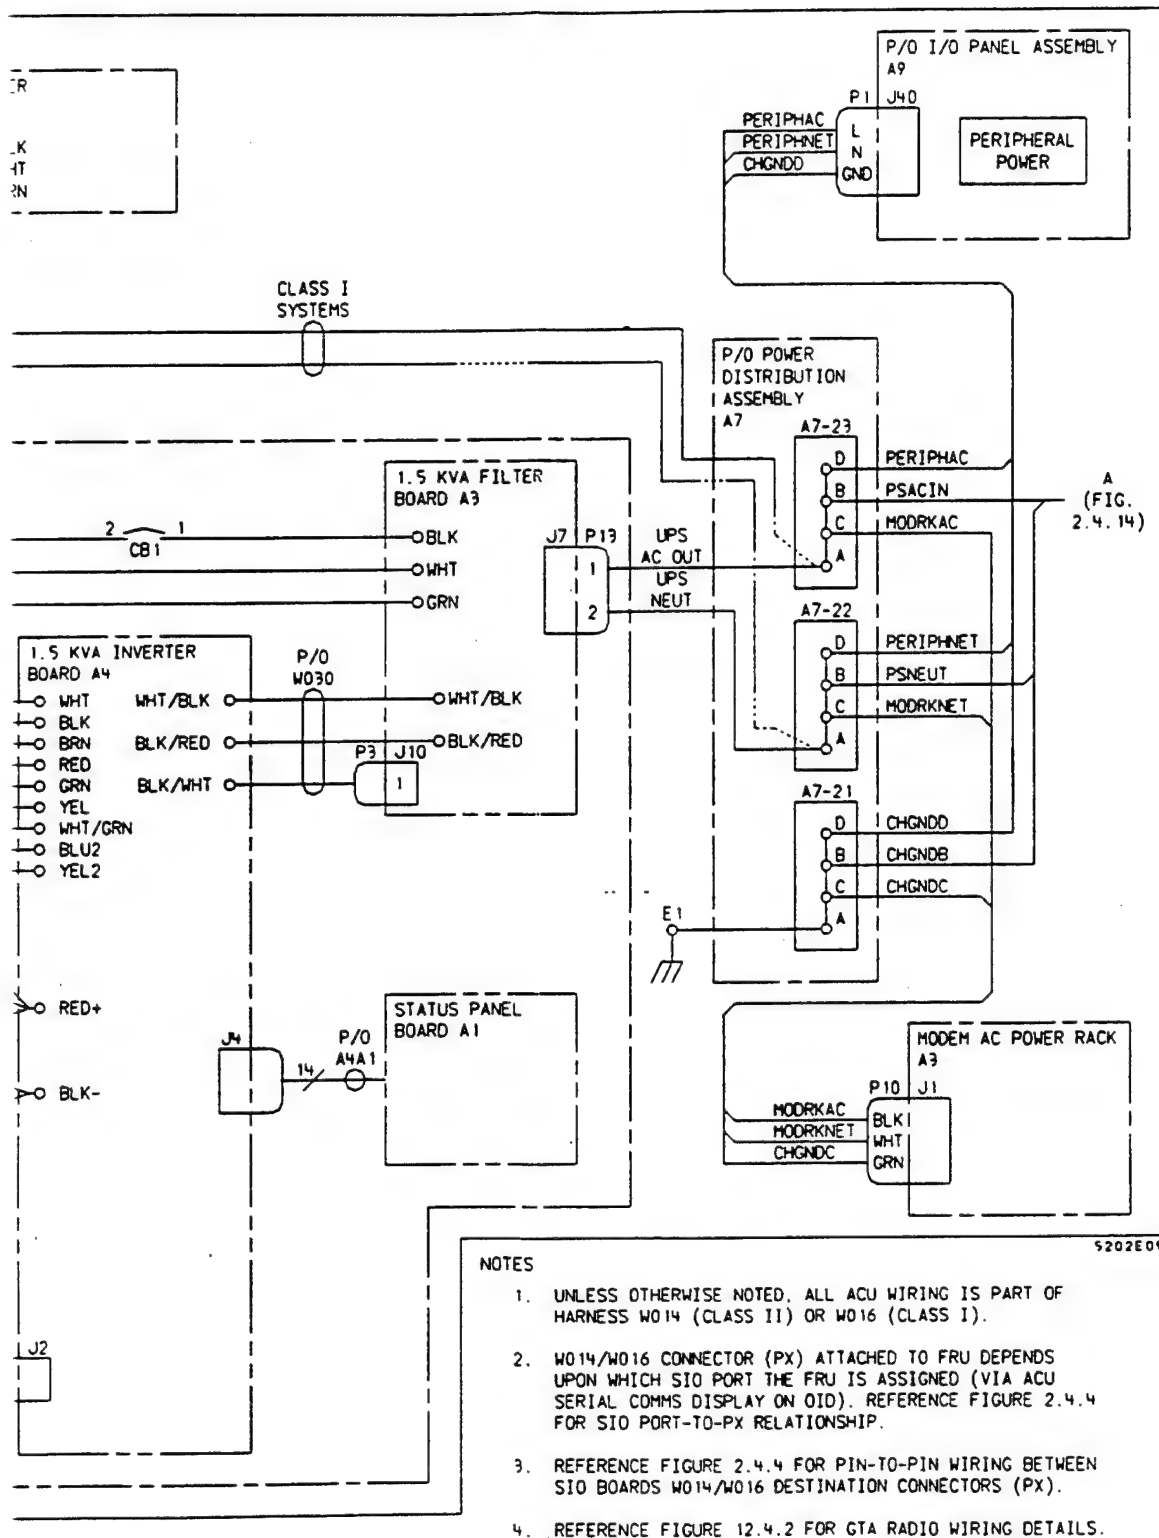 P/O I/O PANEL ASSEMBLY
A9
P1 J40
PERIPHAC
PERIPHNET
CHGNDD
L
N
GND
PERIPHERAL
POWER
ER
LK
HT
RN
CLASS I
SYSTEMS
P/O POWER
DISTRIBUTION
ASSEMBLY
A7
A7-23
D PERIPHAC
B PSACIN
C MODRKAC
A
A
(FIG.
2.4.14)
1.5 KVA FILTER
BOARD A3
2 1
CB1
BLK
WHT
GRN
J7 P13
1
2
UPS
AC OUT
UPS
NEUT
A7-22
D PERIPHNET
B PSNEUT
C MODRKNET
A
1.5 KVA INVERTER
BOARD A4
WHT WHT/BLK
BLK
BRN BLK/RED
RED
GRN BLK/WHT
YEL
WHT/GRN
BLU2
YEL2
P/O
W030
WHT/BLK
BLK/RED
P3 J10
1
A7-21
D CHGNDD
B CHGNDB
C CHGNDC
A
E1
RED+
BLK-
J4
14
P/O
A4A1
STATUS PANEL
BOARD A1
MODEM AC POWER RACK
A3
P10 J1
MODRKAC
MODRKNET
CHGNDC
BLK
WHT
GRN
J2
S202E09
NOTES
1. UNLESS OTHERWISE NOTED, ALL ACU WIRING IS PART OF
HARNESS W014 (CLASS II) OR W016 (CLASS I).
2. W014/W016 CONNECTOR (PX) ATTACHED TO FRU DEPENDS
UPON WHICH SIO PORT THE FRU IS ASSIGNED (VIA ACU
SERIAL COMMS DISPLAY ON OID). REFERENCE FIGURE 2.4.4
FOR SIO PORT-TO-PX RELATIONSHIP.
3. REFERENCE FIGURE 2.4.4 FOR PIN-TO-PIN WIRING BETWEEN
SIO BOARDS W014/W016 DESTINATION CONNECTORS (PX).
4. REFERENCE FIGURE 12.4.2 FOR GTA RADIO WIRING DETAILS.